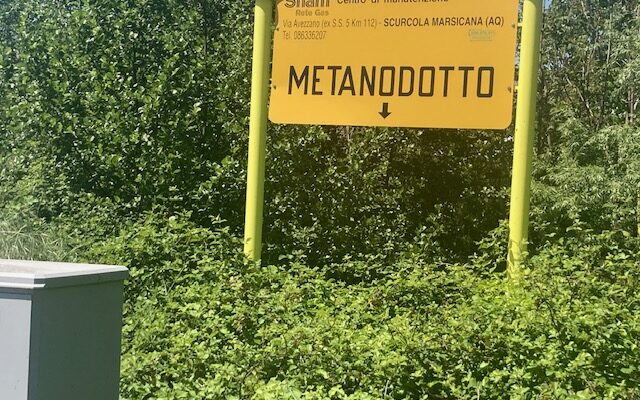 Snam Centro di manutenzione
Rete Gas
Via Avezzano (ex S.S. 5 Km 112) - SCURCOLA MARSICANA (AQ)
Tel. 086336207
METANODOTTO